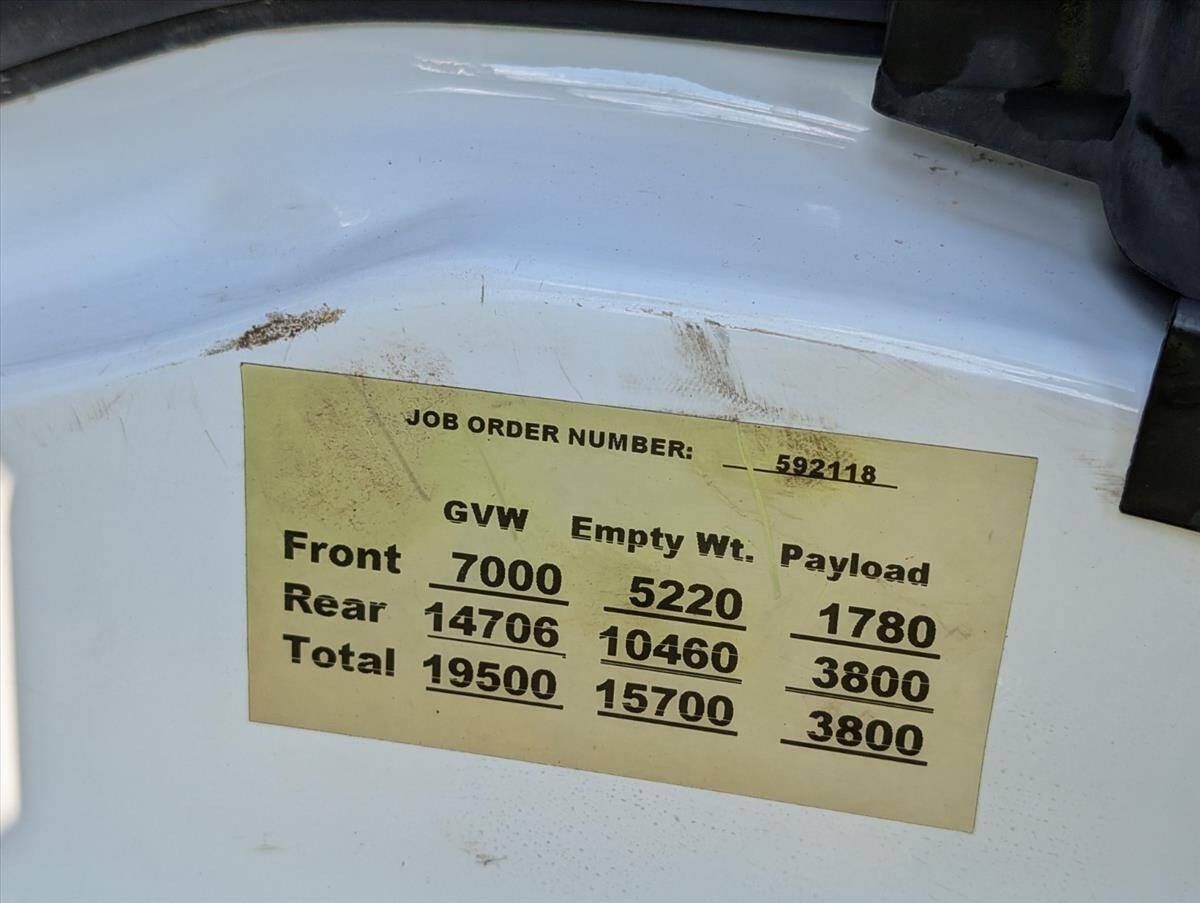 JOB ORDER NUMBER: 592118
GVW Empty Wt. Payload
Front 7000 5220 1780
Rear 14706 10460 3800
Total 19500 15700 3800